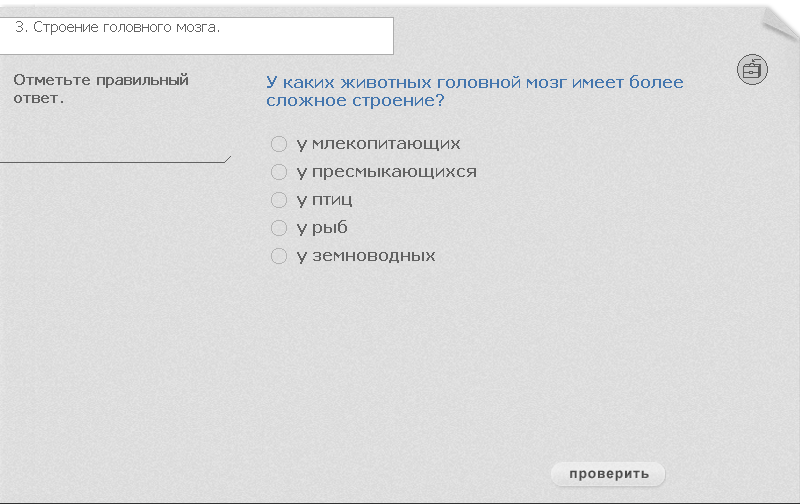 3. Строение головного мозга.
Отметьте правильный
ответ.
У каких животных головной мозг имеет более
сложное строение?
у млекопитающих
у пресмыкающихся
у птиц
у рыб
у земноводных
проверить